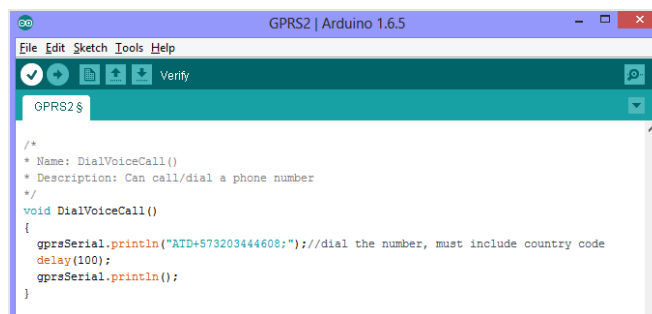 GPRS2 | Arduino 1.6.5
File Edit Sketch Tools Help
Verify
GPRS2 §
/*
* Name: DialVoiceCall()
* Description: Can call/dial a phone number
*/
void DialVoiceCall()
{
gprsSerial.println("ATD+573203444608;");//dial the number, must include country code
delay(100);
gprsSerial.println();
}